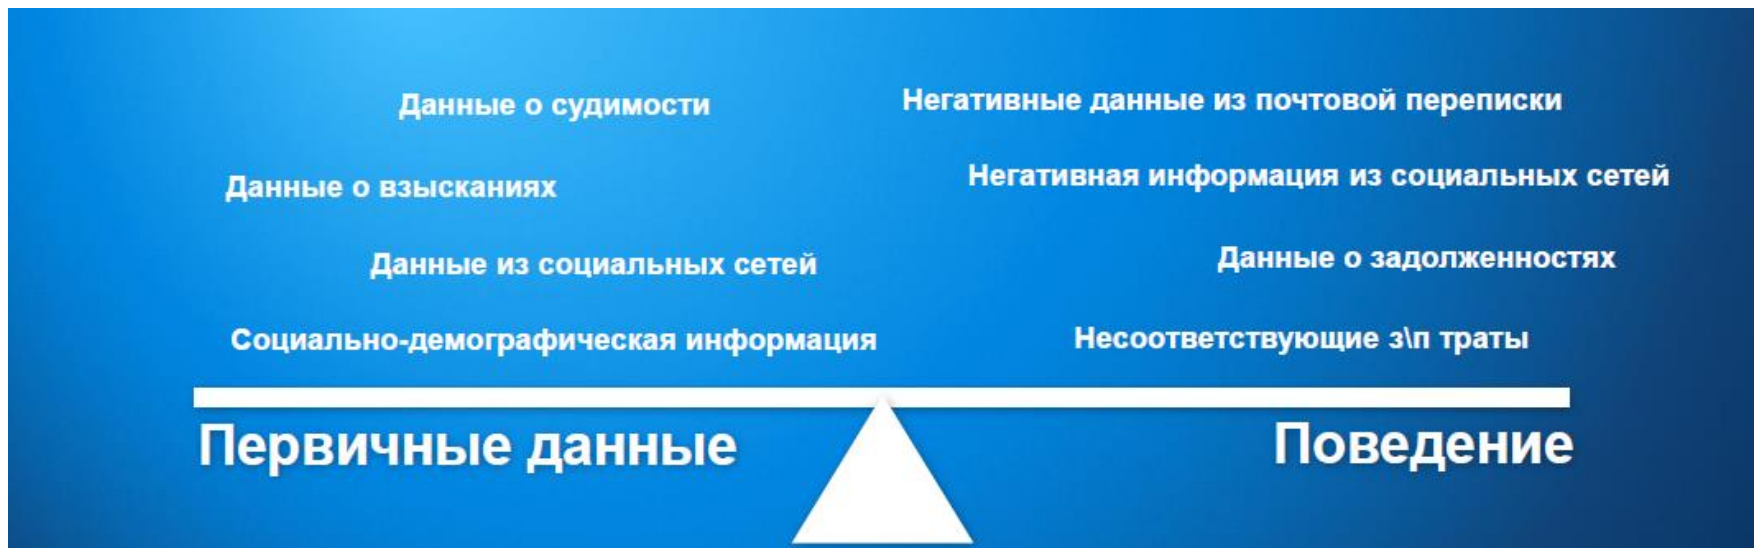 Данные о судимости
Негативные данные из почтовой переписки
Данные о взысканиях
Негативная информация из социальных сетей
Данные из социальных сетей
Данные о задолженностях
Социально-демографическая информация
Несоответствующие з\п траты
Первичные данные
Поведение